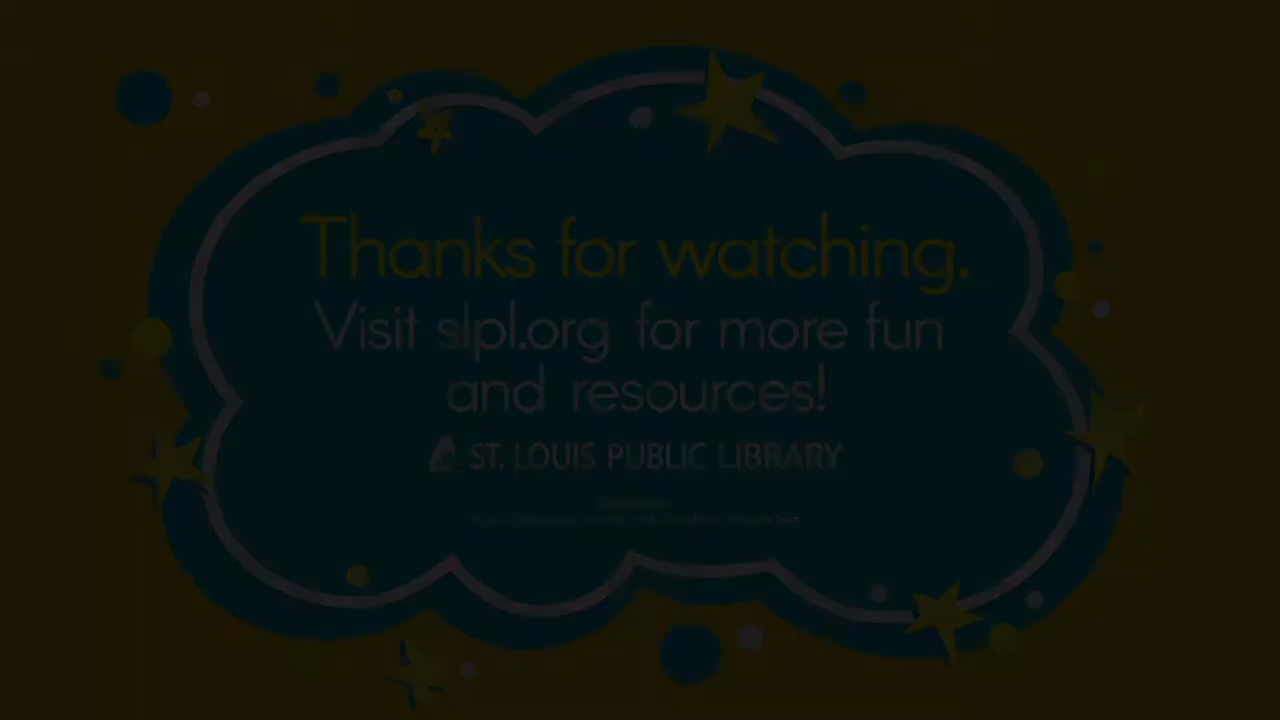 Thanks for watching.
Visit slpl.org for more fun
and resources!
ST. LOUIS PUBLIC LIBRARY